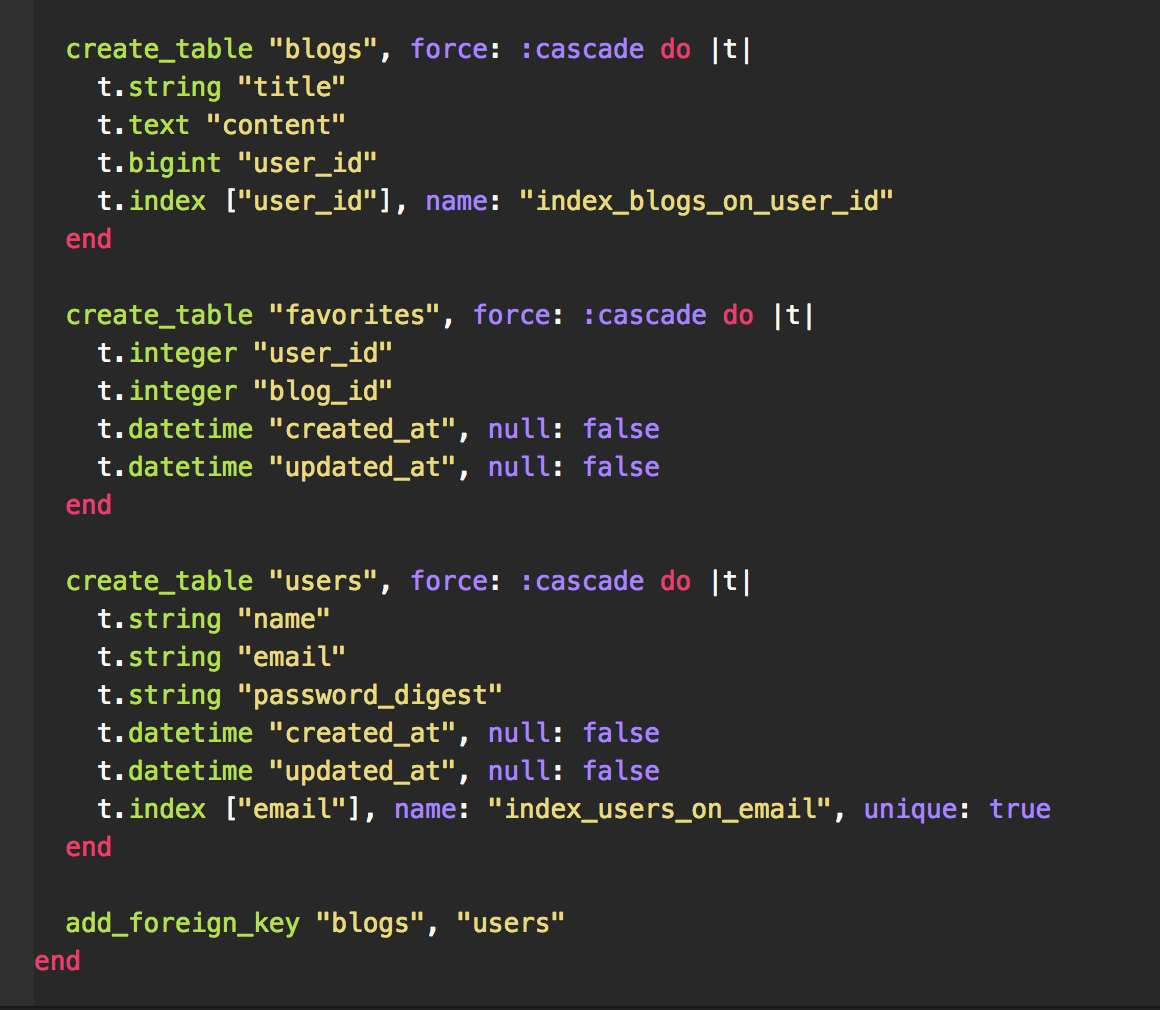 create_table "blogs", force: :cascade do |t|
  t.string "title"
  t.text "content"
  t.bigint "user_id"
  t.index ["user_id"], name: "index_blogs_on_user_id"
end

create_table "favorites", force: :cascade do |t|
  t.integer "user_id"
  t.integer "blog_id"
  t.datetime "created_at", null: false
  t.datetime "updated_at", null: false
end

create_table "users", force: :cascade do |t|
  t.string "name"
  t.string "email"
  t.string "password_digest"
  t.datetime "created_at", null: false
  t.datetime "updated_at", null: false
  t.index ["email"], name: "index_users_on_email", unique: true
end

add_foreign_key "blogs", "users"
end